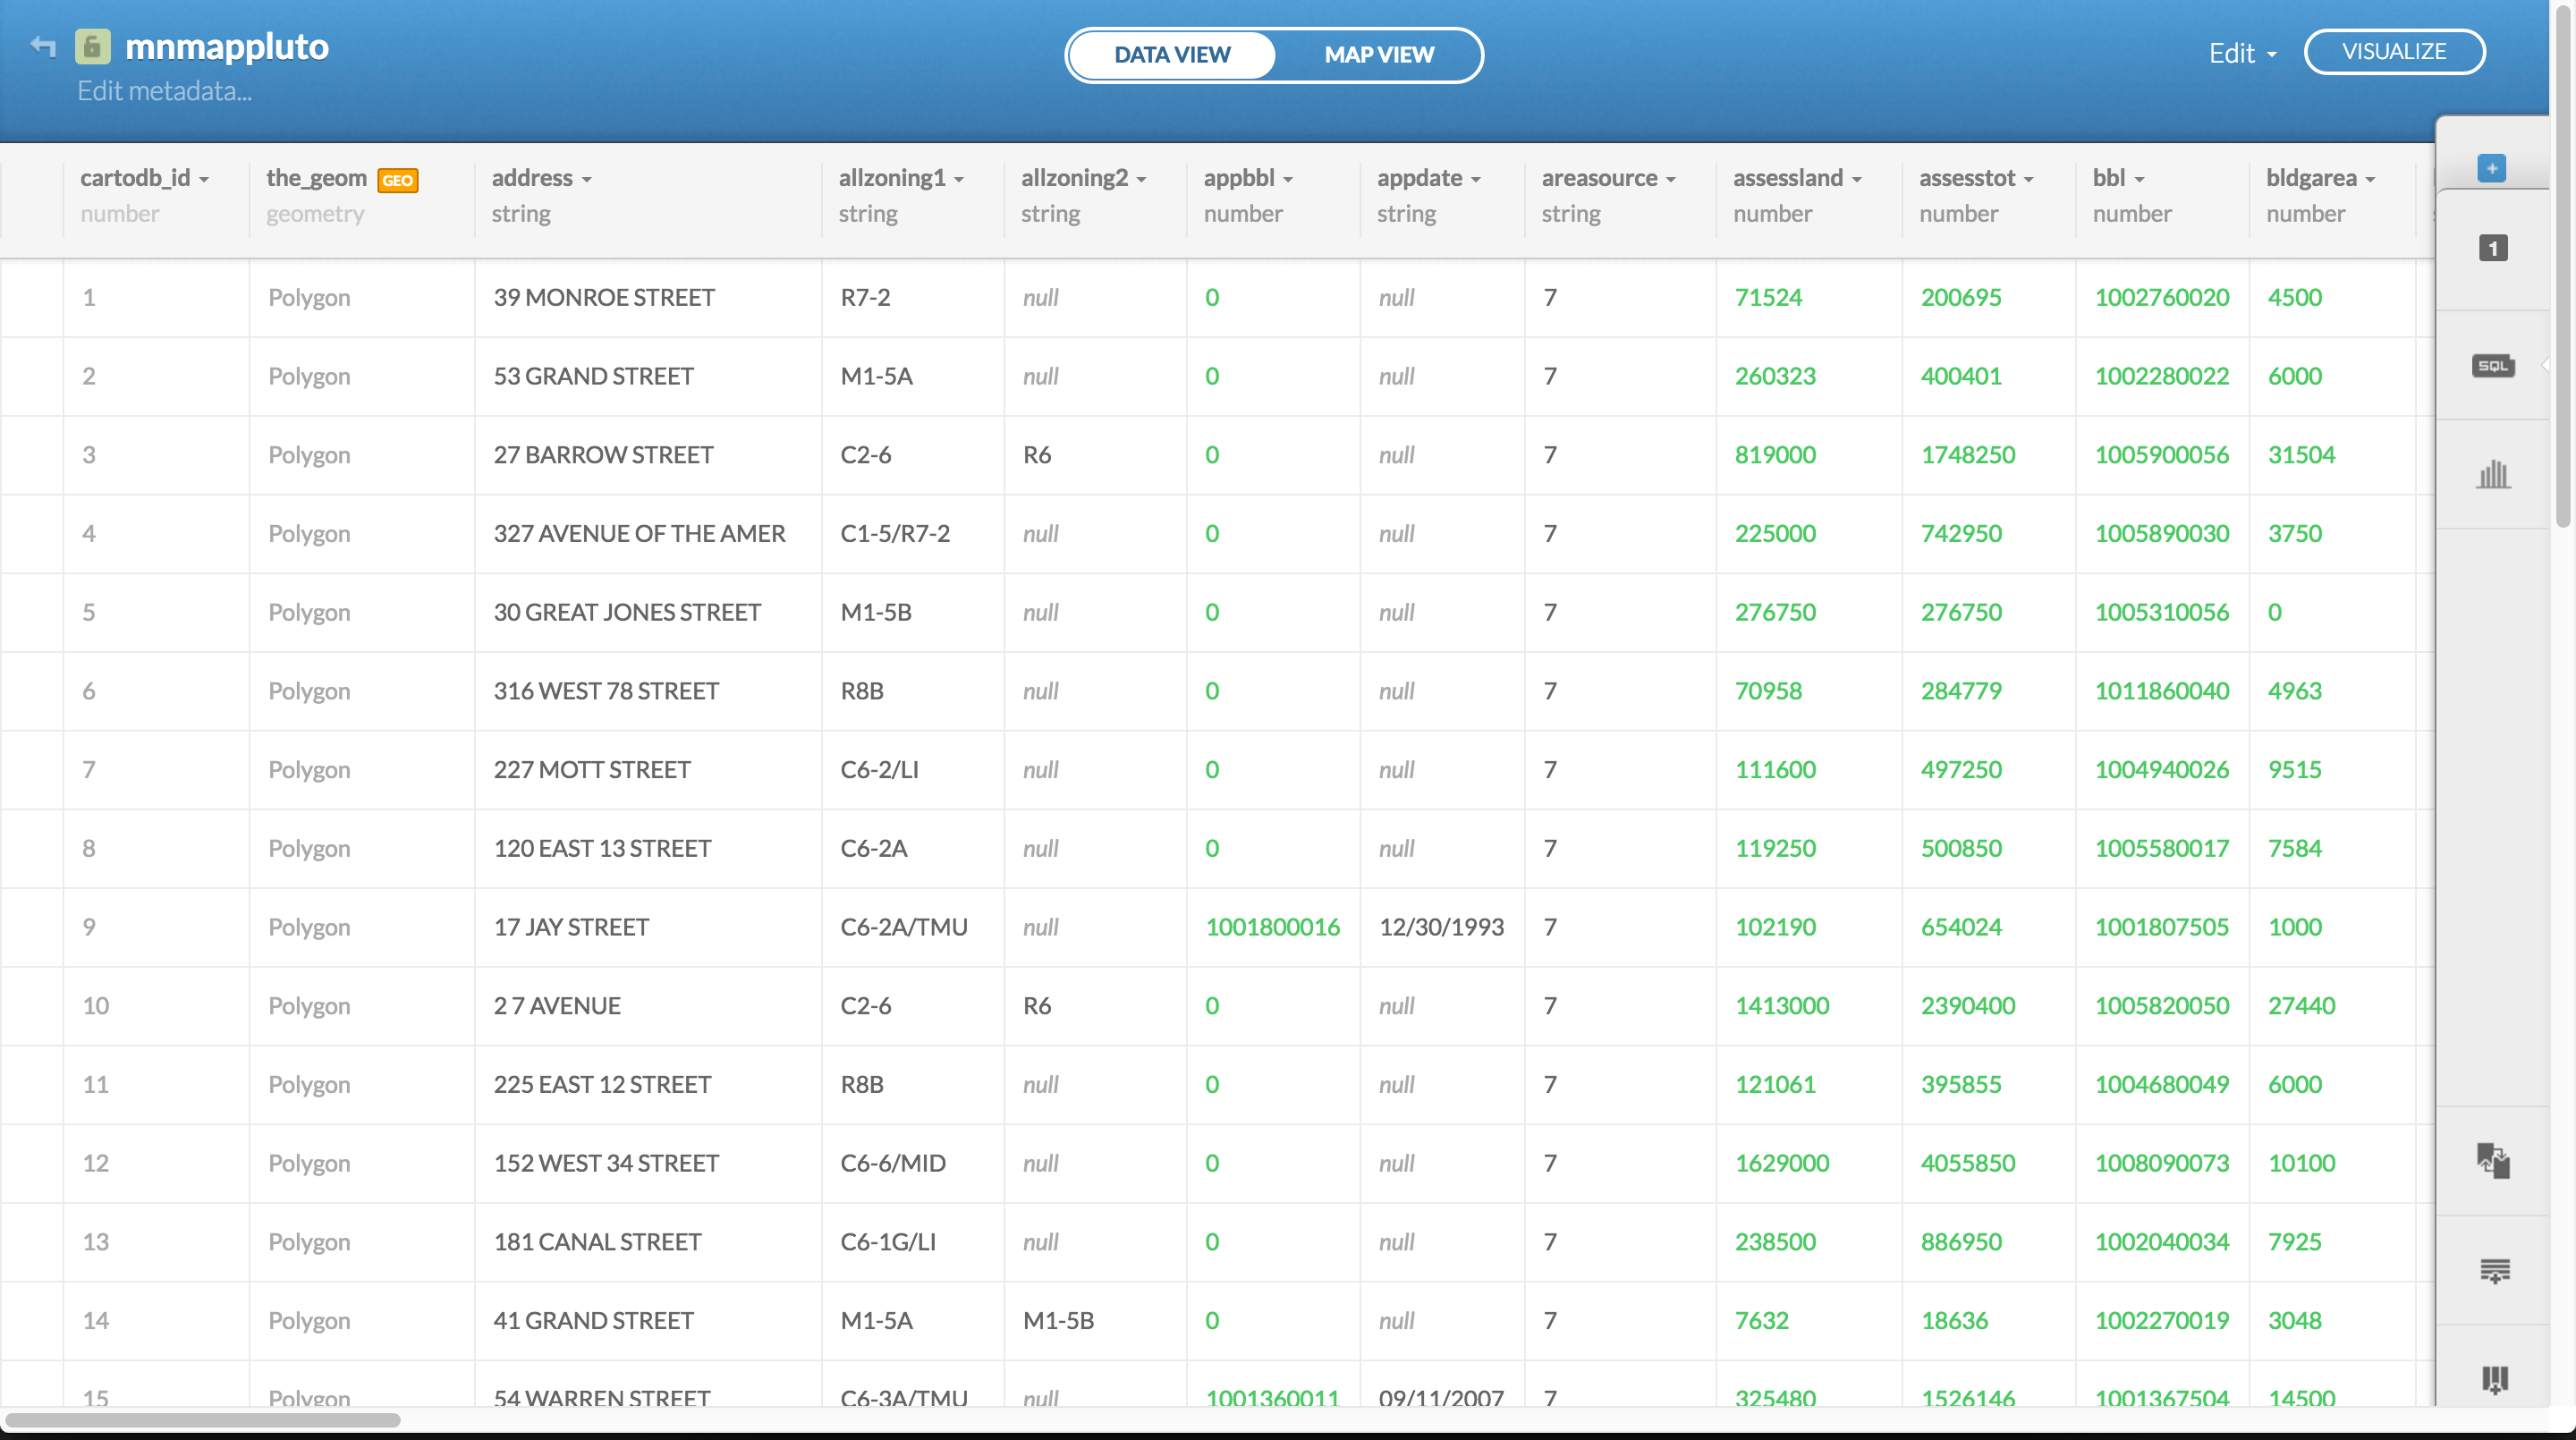 mnmappluto
Edit metadata...
DATA VIEW MAP VIEW
Edit VISUALIZE
cartodb_id the_geom GEO address allzoning1 allzoning2 appbbl appdate areasource assessland assesstot bbl bldgarea
number geometry string string string number string string number number number number
1
SQL
1 Polygon 39 MONROE STREET R7-2 null 0 null 7 71524 200695 1002760020 4500
2 Polygon 53 GRAND STREET M1-5A null 0 null 7 260323 400401 1002280022 6000
3 Polygon 27 BARROW STREET C2-6 R6 0 null 7 819000 1748250 1005900056 31504
4 Polygon 327 AVENUE OF THE AMER C1-5/R7-2 null 0 null 7 225000 742950 1005890030 3750
5 Polygon 30 GREAT JONES STREET M1-5B null 0 null 7 276750 276750 1005310056 0
6 Polygon 316 WEST 78 STREET R8B null 0 null 7 70958 284779 1011860040 4963
7 Polygon 227 MOTT STREET C6-2/LI null 0 null 7 111600 497250 1004940026 9515
8 Polygon 120 EAST 13 STREET C6-2A null 0 null 7 119250 500850 1005580017 7584
9 Polygon 17 JAY STREET C6-2A/TMU null 1001800016 12/30/1993 7 102190 654024 1001807505 1000
10 Polygon 2 7 AVENUE C2-6 R6 0 null 7 1413000 2390400 1005820050 27440
11 Polygon 225 EAST 12 STREET R8B null 0 null 7 121061 395855 1004680049 6000
12 Polygon 152 WEST 34 STREET C6-6/MID null 0 null 7 1629000 4055850 1008090073 10100
13 Polygon 181 CANAL STREET C6-1G/LI null 0 null 7 238500 886950 1002040034 7925
14 Polygon 41 GRAND STREET M1-5A M1-5B 0 null 7 7632 18636 1002270019 3048
15 Polygon 54 WARREN STREET C6-3A/TMU null 1001360011 09/11/2007 7 325480 1526146 1001367504 14500